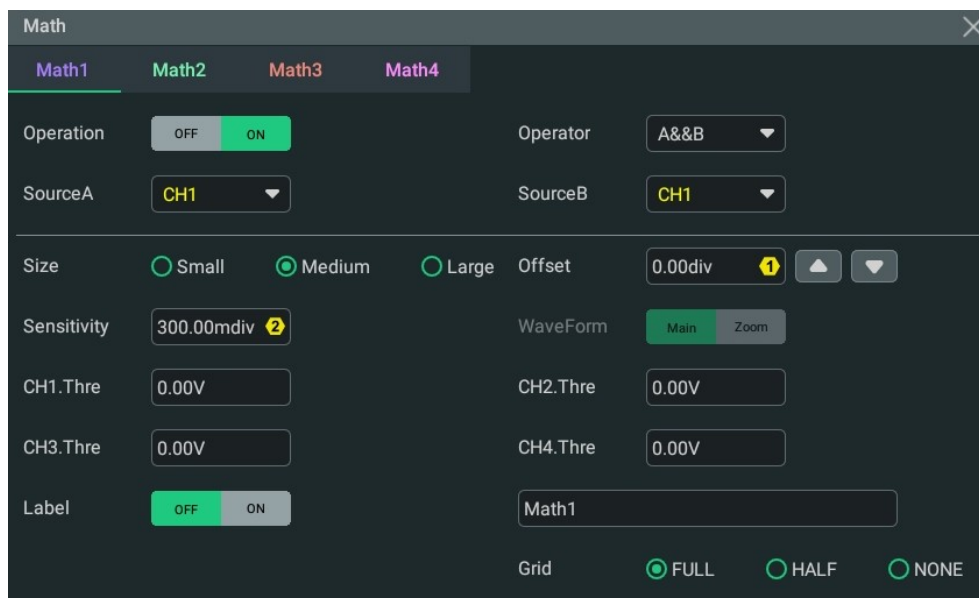 Math
Math1 Math2 Math3 Math4
Operation OFF ON Operator A&&B
SourceA CH1 SourceB CH1
Size Small Medium Large Offset 0.00div 1
Sensitivity 300.00mdiv 2 WaveForm Main Zoom
CH1.Thre 0.00V CH2.Thre 0.00V
CH3.Thre 0.00V CH4.Thre 0.00V
Label OFF ON Math1
Grid FULL HALF NONE